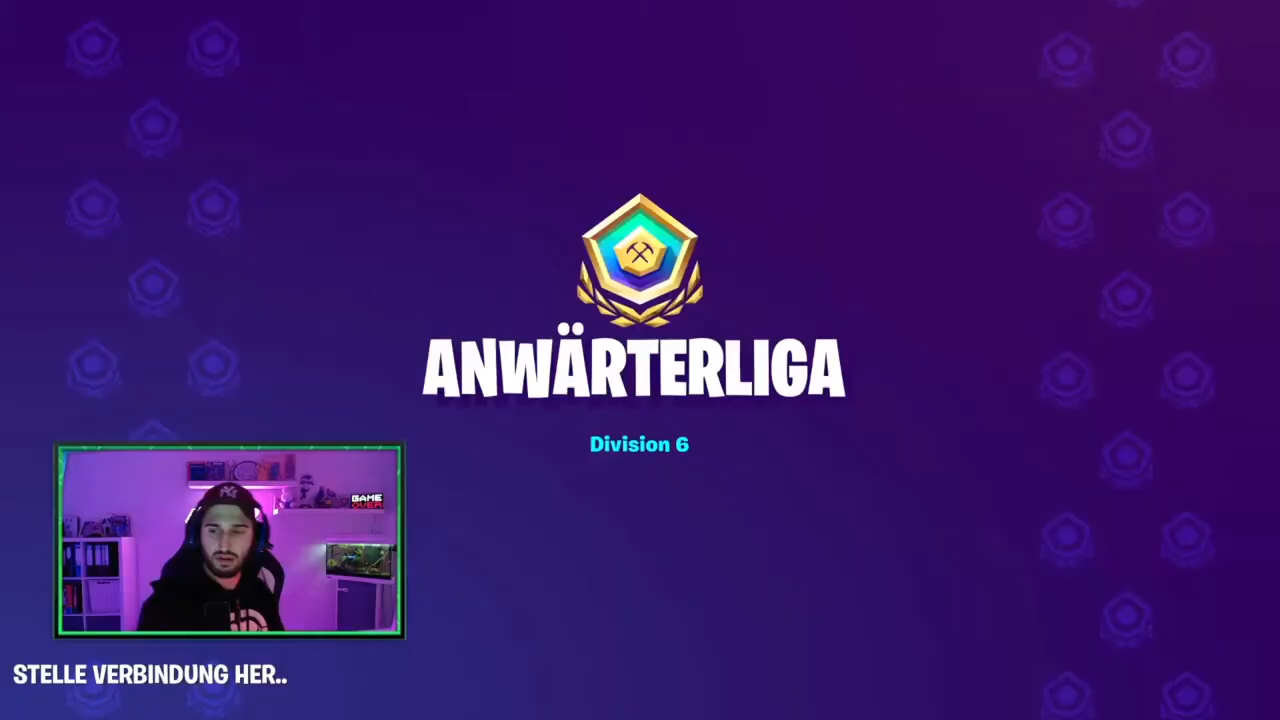 ANWÄRTERLIGA
Division 6
GAME
OVER
STELLE VERBINDUNG HER..